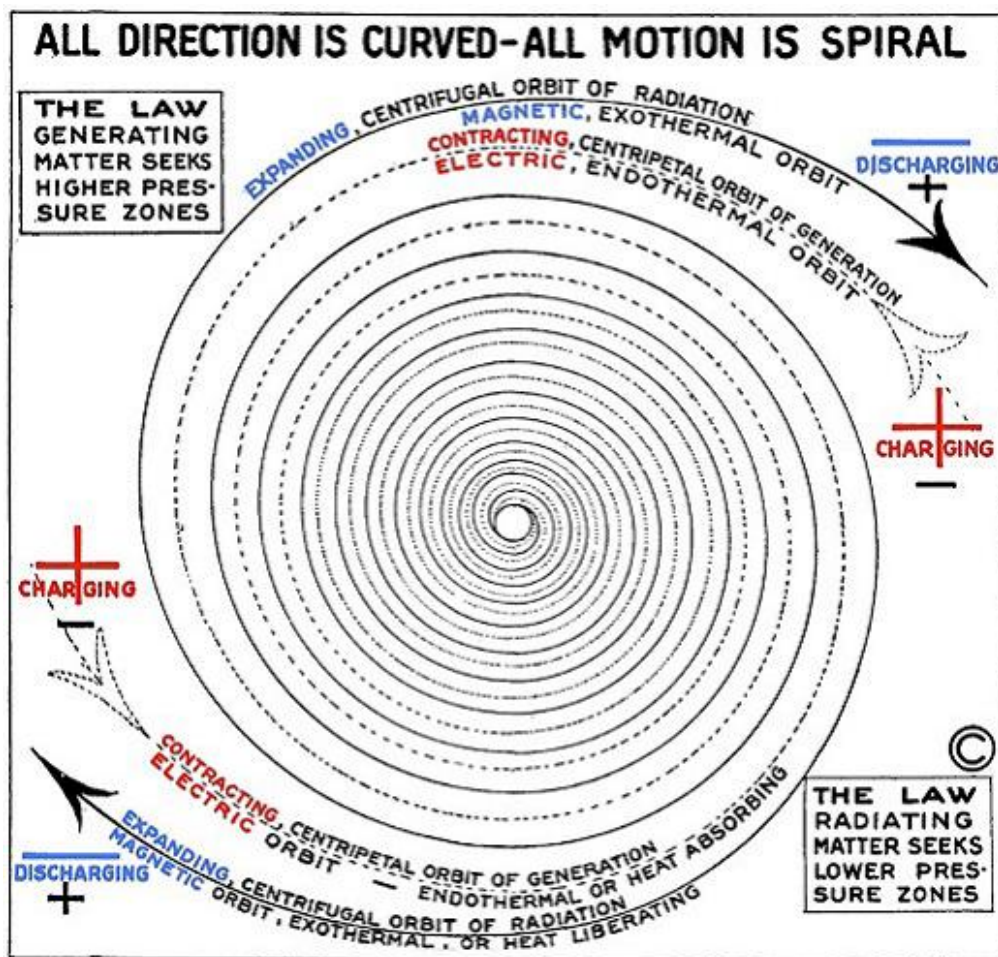 ALL DIRECTION IS CURVED-ALL MOTION IS SPIRAL
THE LAW
GENERATING
MATTER SEEKS
HIGHER PRES-
SURE ZONES
EXPANDING, CENTRIFUGAL ORBIT OF RADIATION
MAGNETIC, EXOTHERMAL ORBIT
CONTRACTING, CENTRIPETAL ORBIT OF GENERATION
ELECTRIC, ENDOTHERMAL ORBIT
DISCHARGING
+
+
CHARGING
−
+
CHARGING
−
CONTRACTING, CENTRIPETAL ORBIT OF GENERATION —
ELECTRIC ORBIT — ENDOTHERMAL OR HEAT ABSORBING
EXPANDING, CENTRIFUGAL ORBIT OF RADIATION
MAGNETIC ORBIT, EXOTHERMAL, OR HEAT LIBERATING
DISCHARGING
+
©
THE LAW
RADIATING
MATTER SEEKS
LOWER PRES-
SURE ZONES